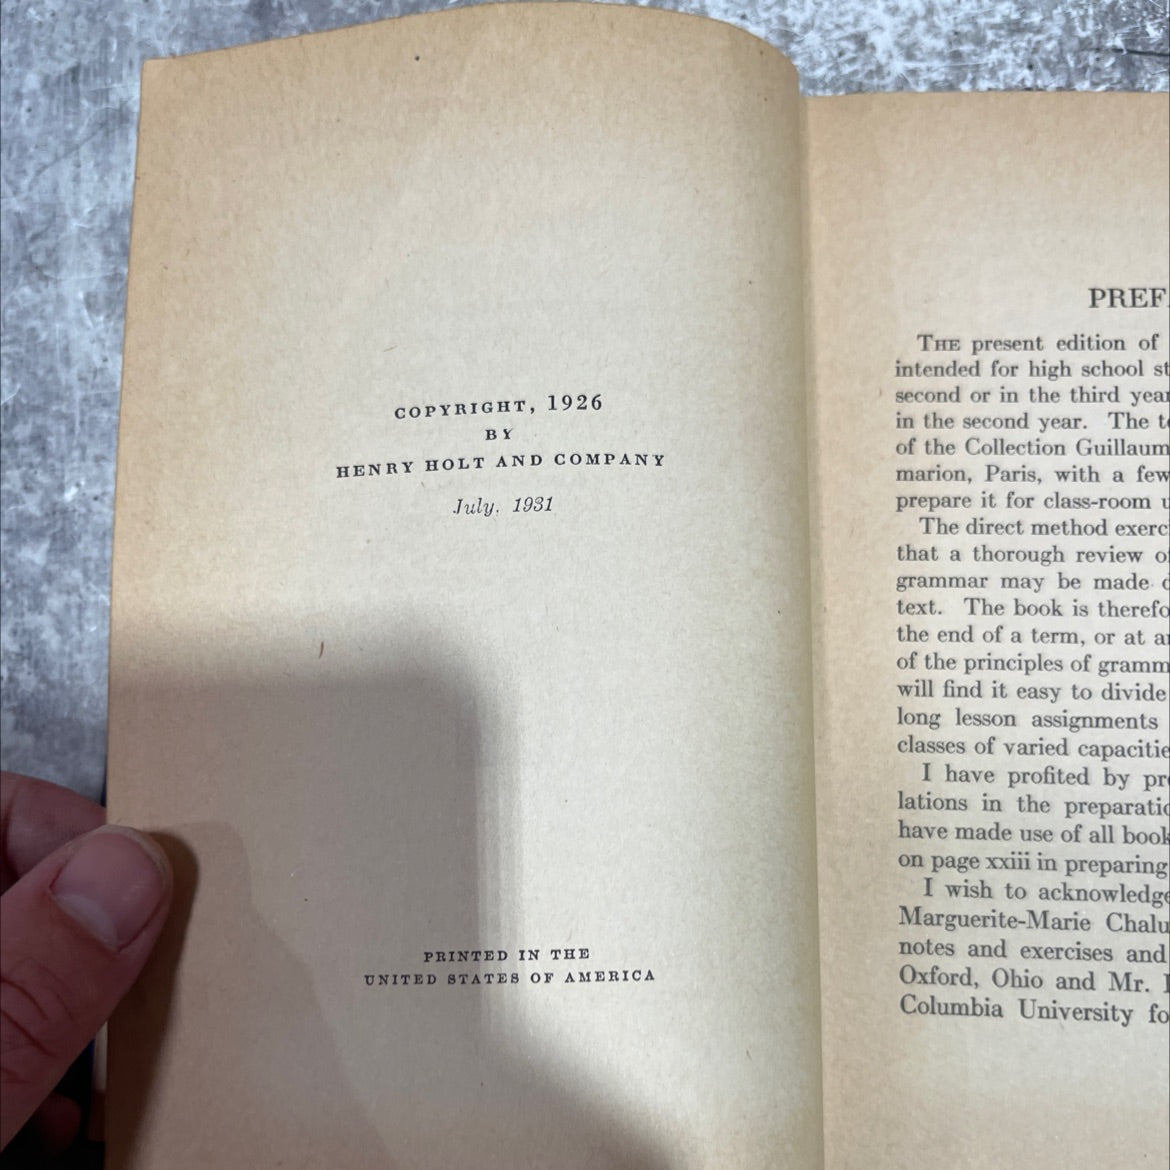 COPYRIGHT, 1926
BY
HENRY HOLT AND COMPANY
July, 1931
PRINTED IN THE
UNITED STATES OF AMERICA
PREF
THE present edition of
intended for high school st
second or in the third year
in the second year. The t
of the Collection Guillaum
marion, Paris, with a few
prepare it for class-room u
The direct method exerc
that a thorough review o
grammar may be made
text. The book is therefo
the end of a term, or at a
of the principles of gramm
will find it easy to divide
long lesson assignments
classes of varied capacitie
I have profited by pr
lations in the preparati
have made use of all book
on page xxiii in preparing
I wish to acknowledge
Marguerite-Marie Chalu
notes and exercises and
Oxford, Ohio and Mr.
Columbia University fo